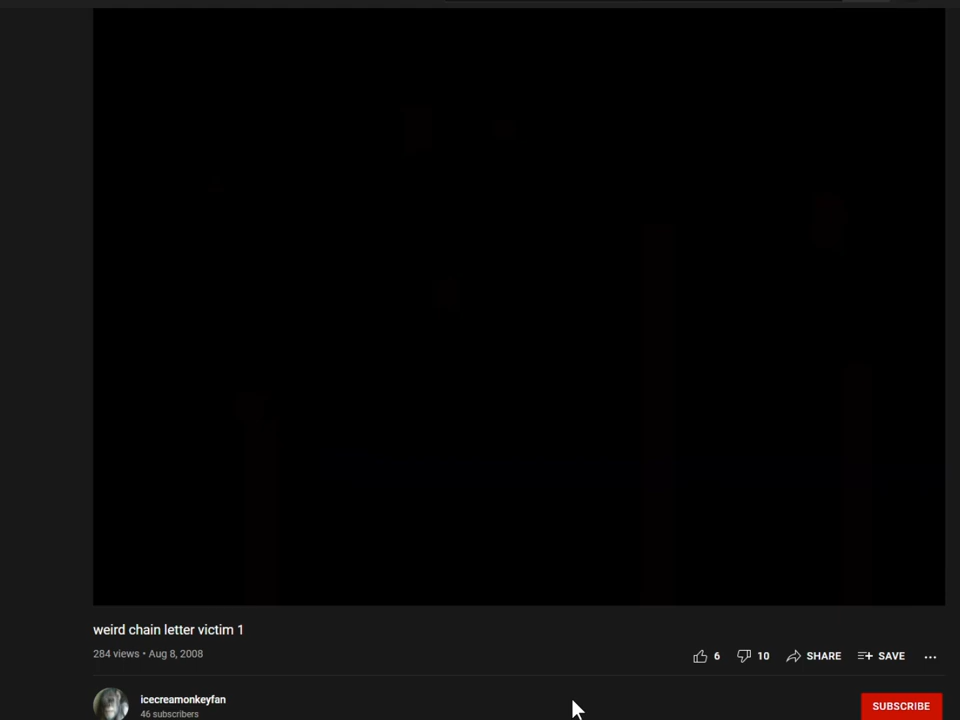 weird chain letter victim 1
284 views • Aug 8, 2008
6 10 SHARE SAVE ...
icecreamonkeyfan
46 subscribers
SUBSCRIBE